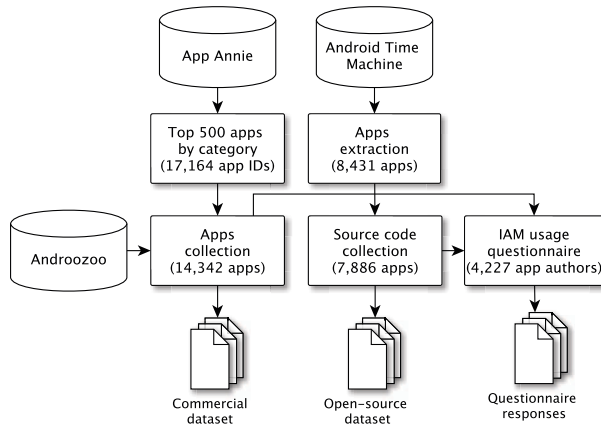 App Annie
Android Time
Machine
Top 500 apps
by category
(17,164 app IDs)
Apps
extraction
(8,431 apps)
Androozoo
Apps
collection
(14,342 apps)
Source code
collection
(7,886 apps)
IAM usage
questionnaire
(4,227 app authors)
Commercial
dataset
Open-source
dataset
Questionnaire
responses